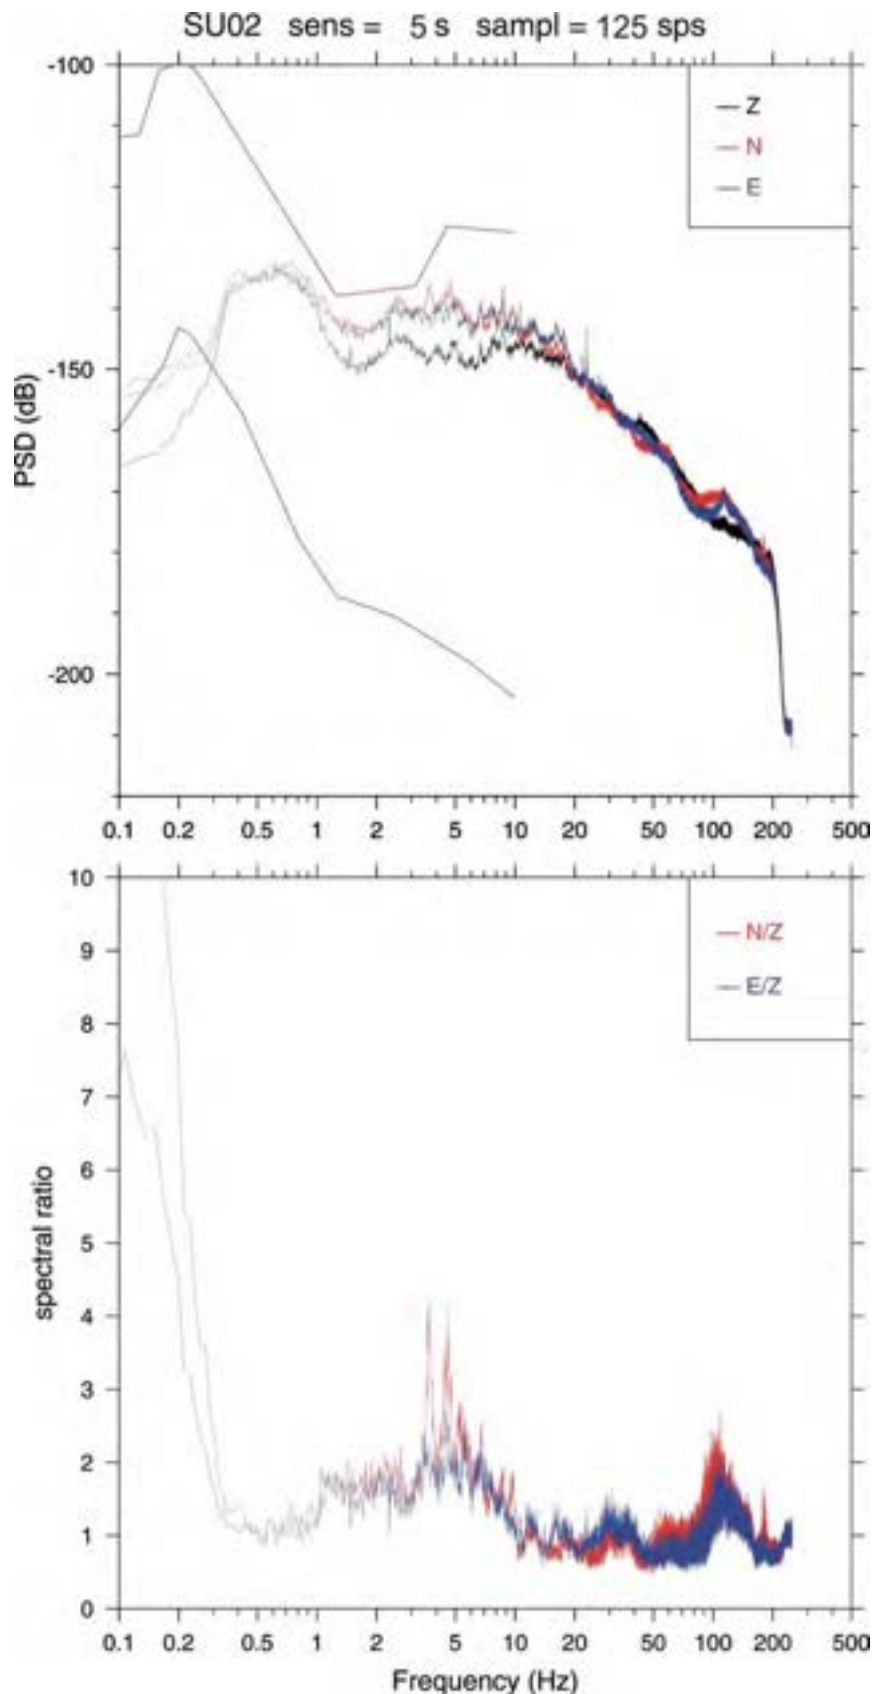 SU02 sens = 5 s sampl = 125 sps
-100
-150
-200
PSD (dB)
Z
N
E
0.1 0.2 0.5 1 2 5 10 20 50 100 200 500
10
9
8
7
6
5
4
3
2
1
0
spectral ratio
N/Z
E/Z
0.1 0.2 0.5 1 2 5 10 20 50 100 200 500
Frequency (Hz)